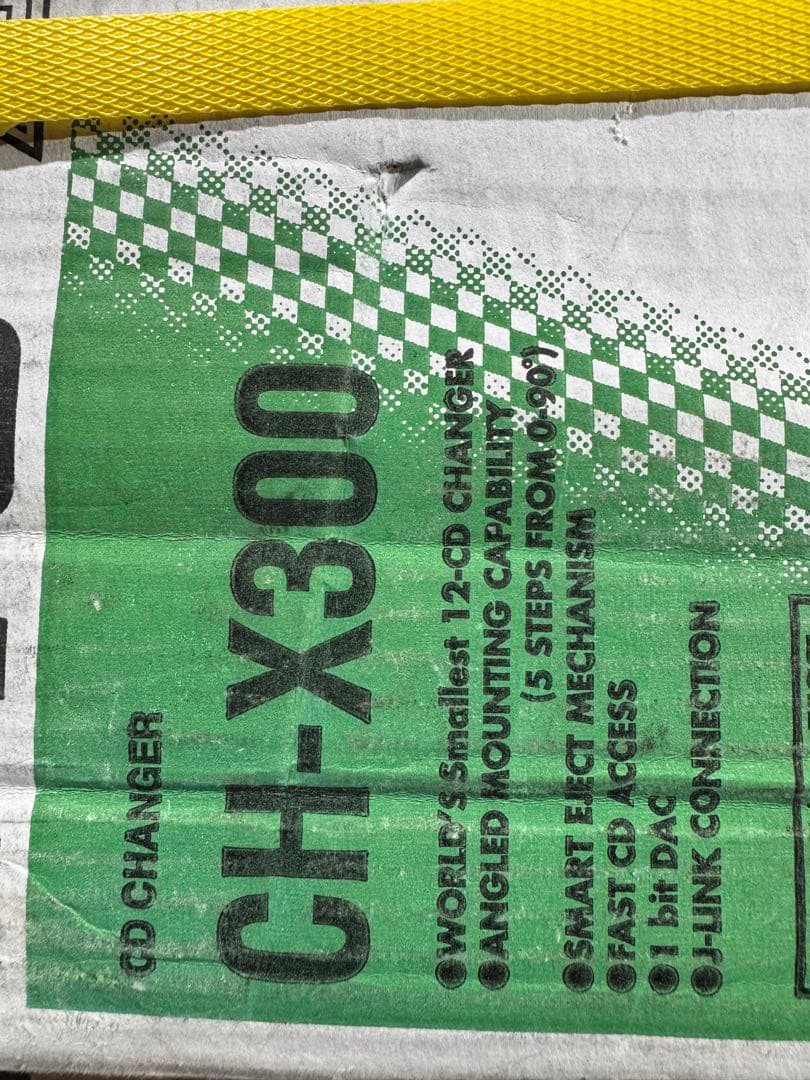 CD CHANGER
CH-X300
●WORLD'S Smallest 12-CD CHANGER
●ANGLED MOUNTING CAPABILITY
(5 STEPS FROM 0-90°)
●SMART EJECT MECHANISM
●FAST CD ACCESS
●1 bit DAC
●J-LINK CONNECTION